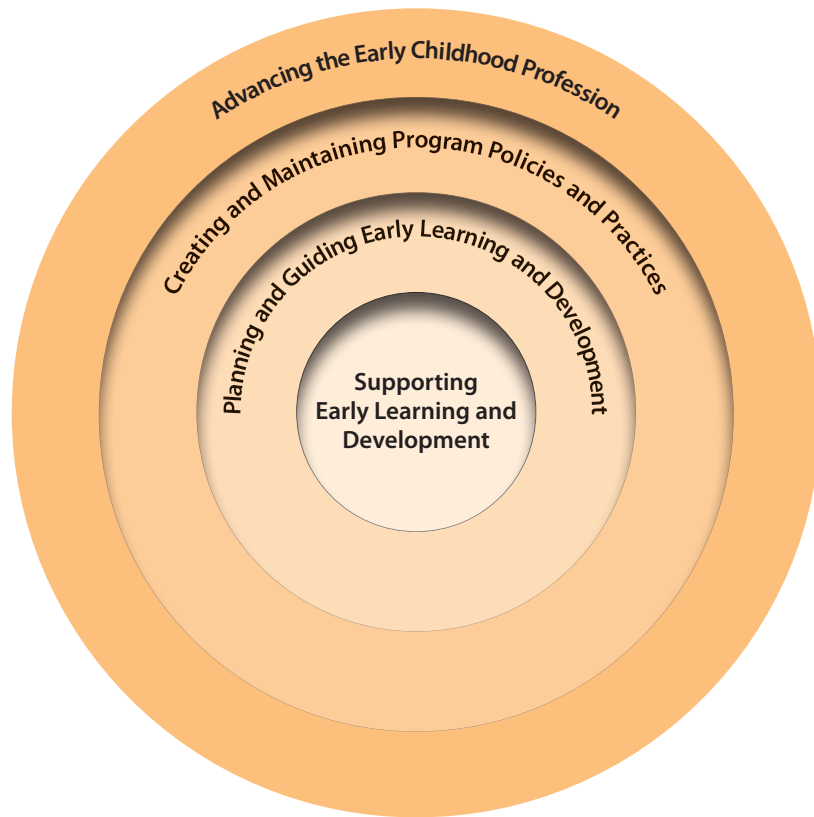 Advancing the Early Childhood Profession
Creating and Maintaining Program Policies and Practices
Planning and Guiding Early Learning and Development
Supporting
Early Learning and
Development